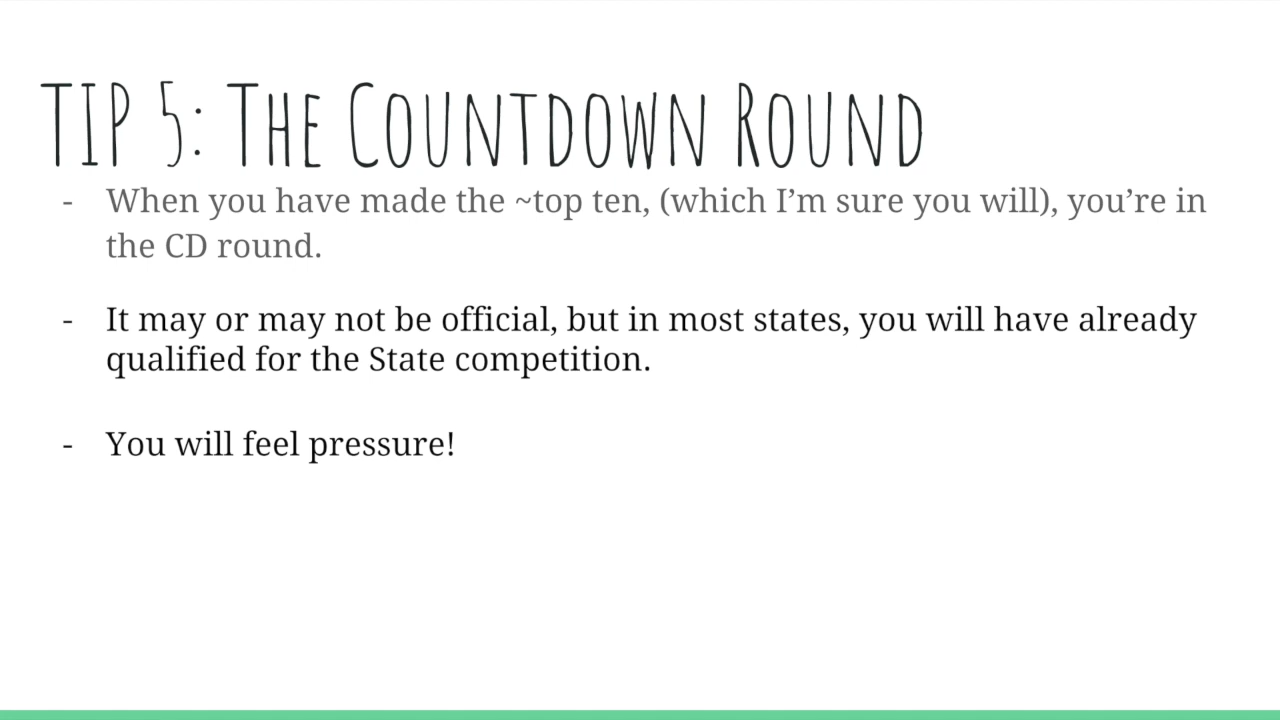 TIP 5: The Countdown Round
- When you have made the ~top ten, (which I’m sure you will), you’re in
the CD round.
- It may or may not be official, but in most states, you will have already
qualified for the State competition.
- You will feel pressure!